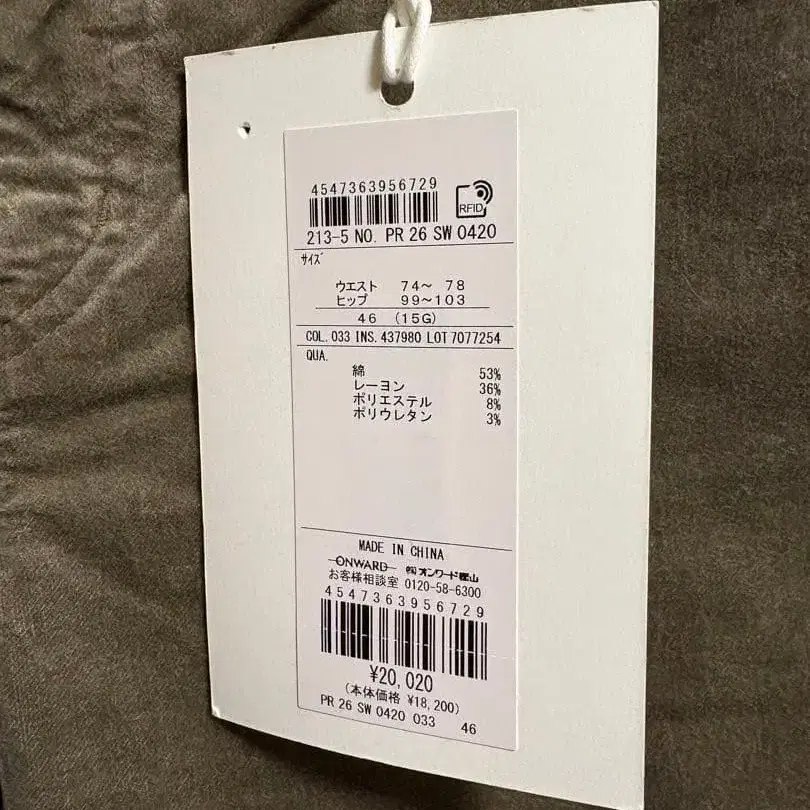 4547363956729
RFID
213-5 NO. PR 26 SW 0420
サイズ
ウエスト 74～ 78
ヒップ 99～103
46 (15G)
COL. 033 INS. 437980 LOT 7077254
QUA.
綿 53%
レーヨン 36%
ポリエステル 8%
ポリウレタン 3%
MADE IN CHINA
ONWARD ㈱オンワード樫山
お客様相談室 0120-58-6300
4547363956729
¥20,020
(本体価格 ¥18,200)
PR 26 SW 0420 033 46